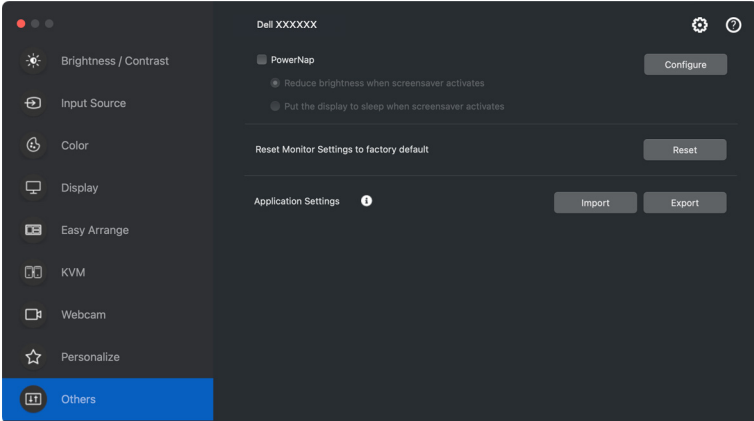 Dell XXXXXX
Brightness / Contrast
Input Source
Color
Display
Easy Arrange
KVM
Webcam
Personalize
Others
PowerNap
Configure
Reduce brightness when screensaver activates
Put the display to sleep when screensaver activates
Reset Monitor Settings to factory default
Reset
Application Settings
Import
Export